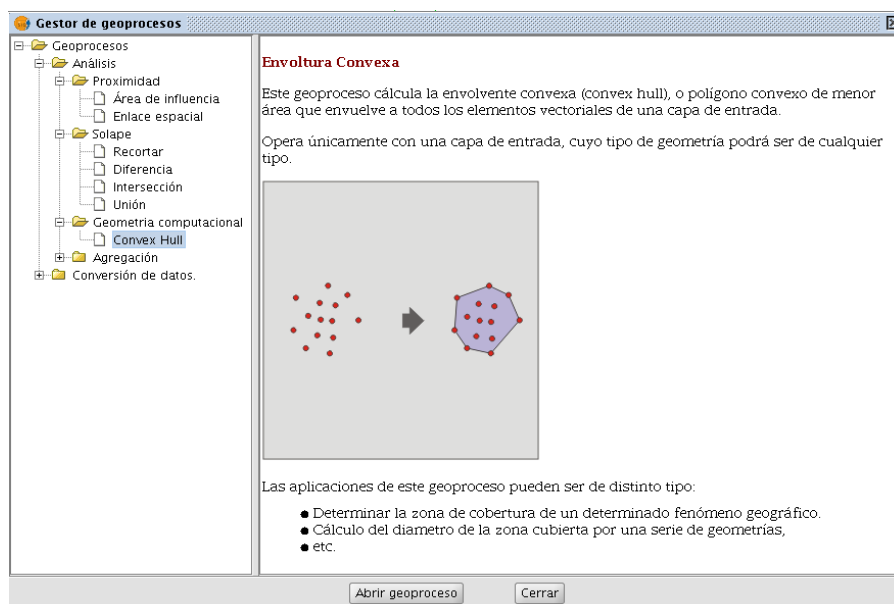 Gestor de geoprocesos
Geoprocesos
Análisis
Proximidad
Área de influencia
Enlace espacial
Solape
Recortar
Diferencia
Intersección
Unión
Geometria computacional
Convex Hull
Agregación
Conversión de datos.
Envoltura Convexa
Este geoproceso cálcula la envolvente convexa (convex hull), o polígono convexo de menor
área que envuelve a todos los elementos vectoriales de una capa de entrada.
Opera únicamente con una capa de entrada, cuyo tipo de geometría podrá ser de cualquier
tipo.
Las aplicaciones de este geoproceso pueden ser de distinto tipo:
Determinar la zona de cobertura de un determinado fenómeno geográfico.
Cálculo del diametro de la zona cubierta por una serie de geometrías,
etc.
Abrir geoproceso
Cerrar